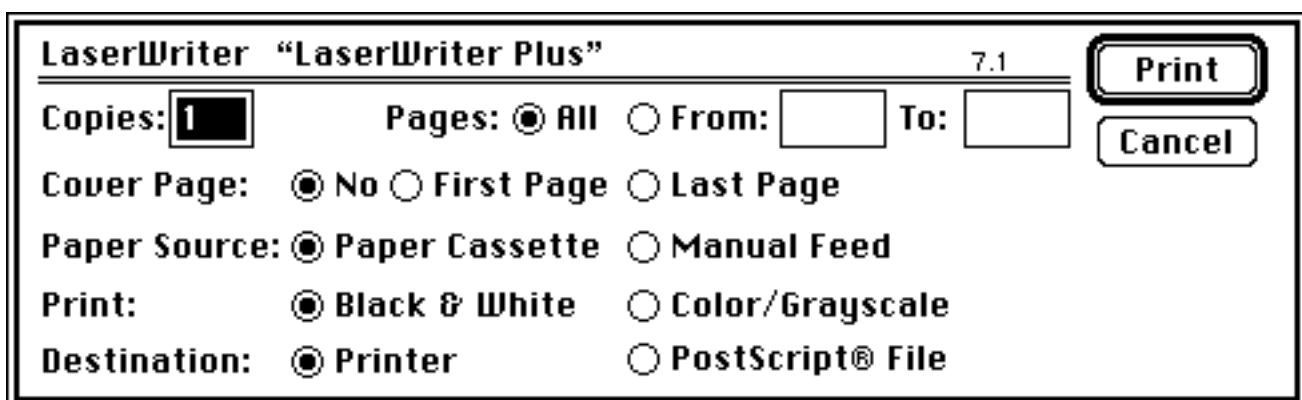 LaserWriter “LaserWriter Plus” 7.1 Print
Copies: 1 Pages: All From: To:
Cancel
Cover Page: No First Page Last Page
Paper Source: Paper Cassette Manual Feed
Print: Black & White Color/Grayscale
Destination: Printer PostScript® File